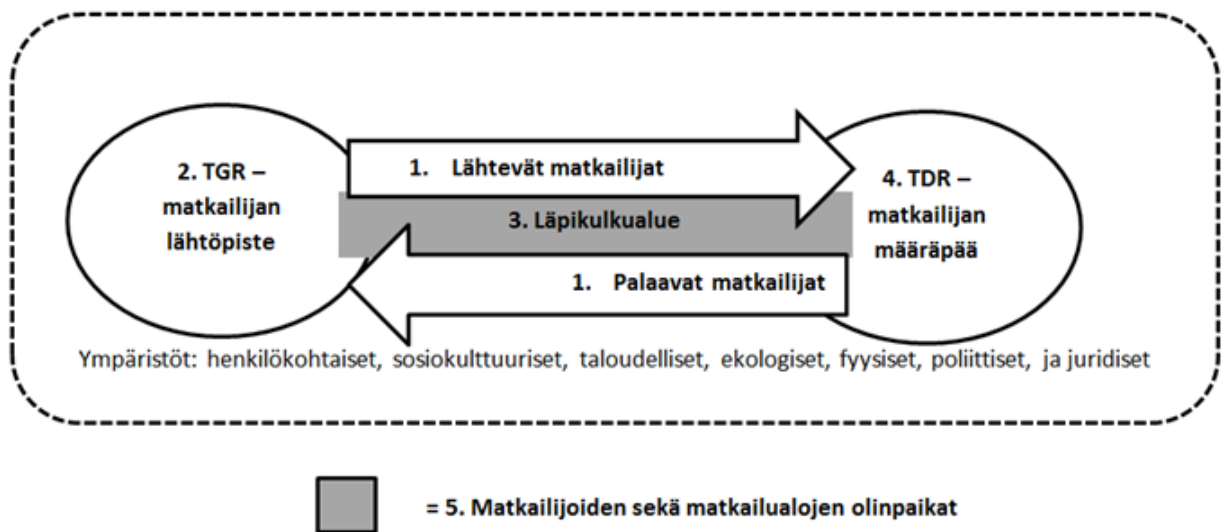 2. TGR –
matkailijan
lähtöpiste
1. Lähtevät matkailijat
3. Läpikulkualue
1. Palaavat matkailijat
4. TDR –
matkailijan
määräpää
Ympäristöt: henkilökohtaiset, sosiokulttuuriset, taloudelliset, ekologiset, fyysiset, poliittiset, ja juridiset
= 5. Matkailijoiden sekä matkailualojen olinpaikat